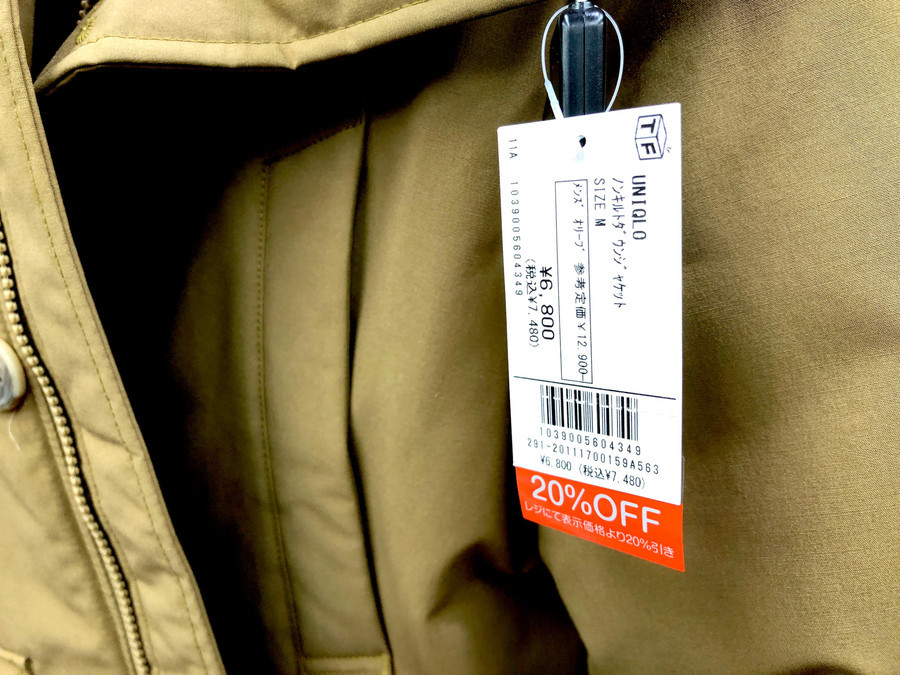 TF
UNIQLO
ノンキルトダウンジャケット
SIZE M
メンズ オリーブ 参考定価¥12,900
¥6,800
(税込¥7,480)
11A 1039005604349
1039005604349
291-20111700159A563
¥6,800 (税込¥7,480)
20%OFF
レジにて表示価格より20%引き